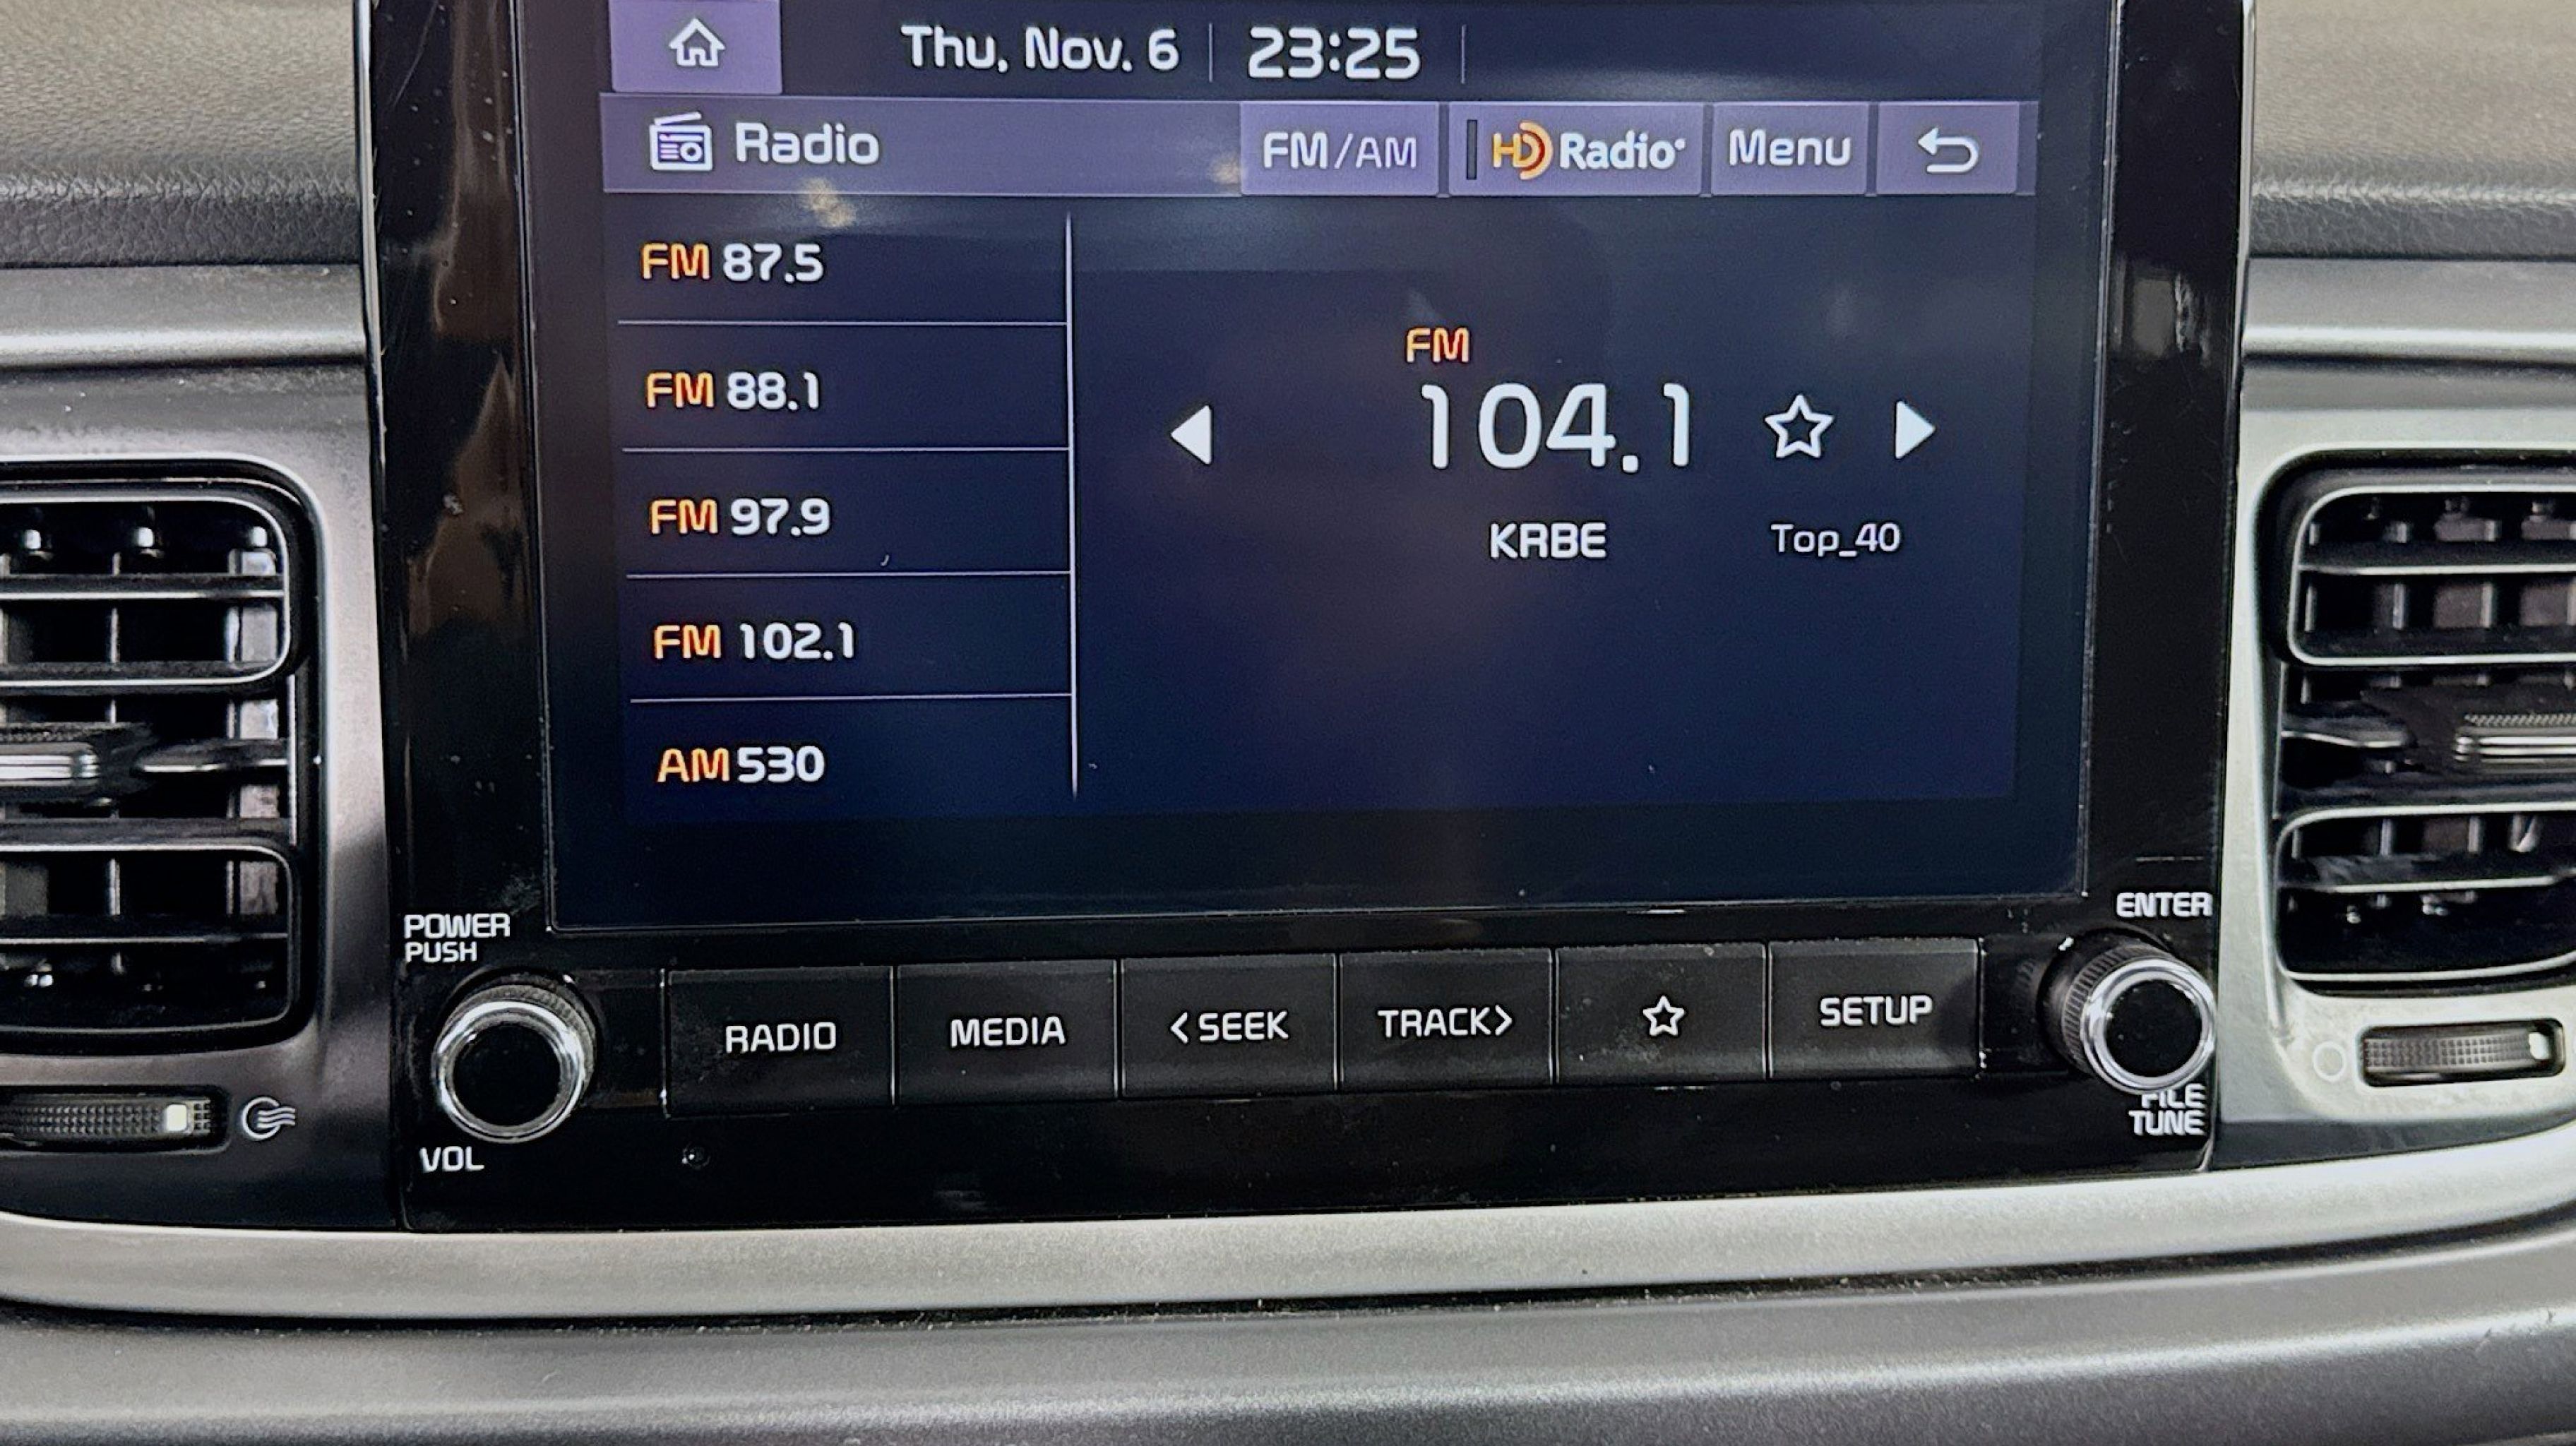 Thu, Nov. 6 23:25
Radio FM/AM HD Radio Menu
FM 87.5
FM 88.1
FM 97.9
FM 102.1
AM 530
FM
104.1
KRBE Top_40
POWER
PUSH
VOL
RADIO MEDIA <SEEK TRACK> SETUP
ENTER
FILE
TUNE